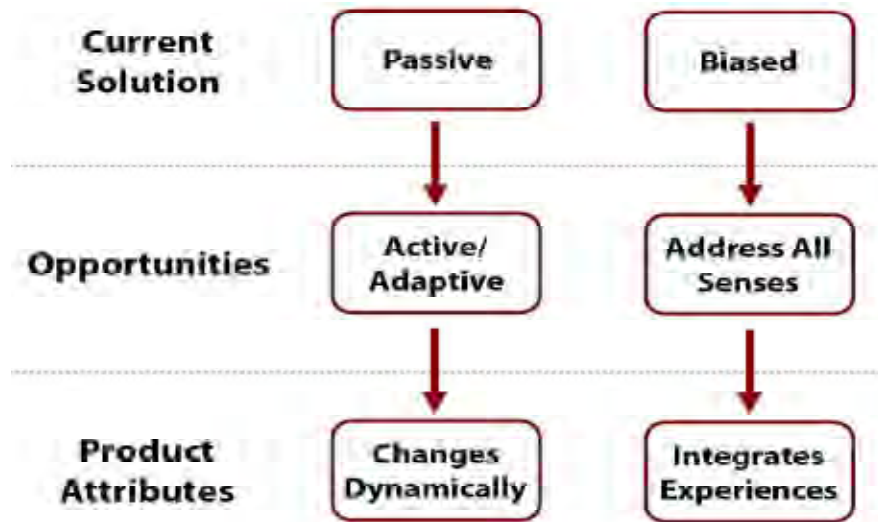 Current
Solution
Passive
Biased
Opportunities
Active/
Adaptive
Address All
Senses
Product
Attributes
Changes
Dynamically
Integrates
Experiences